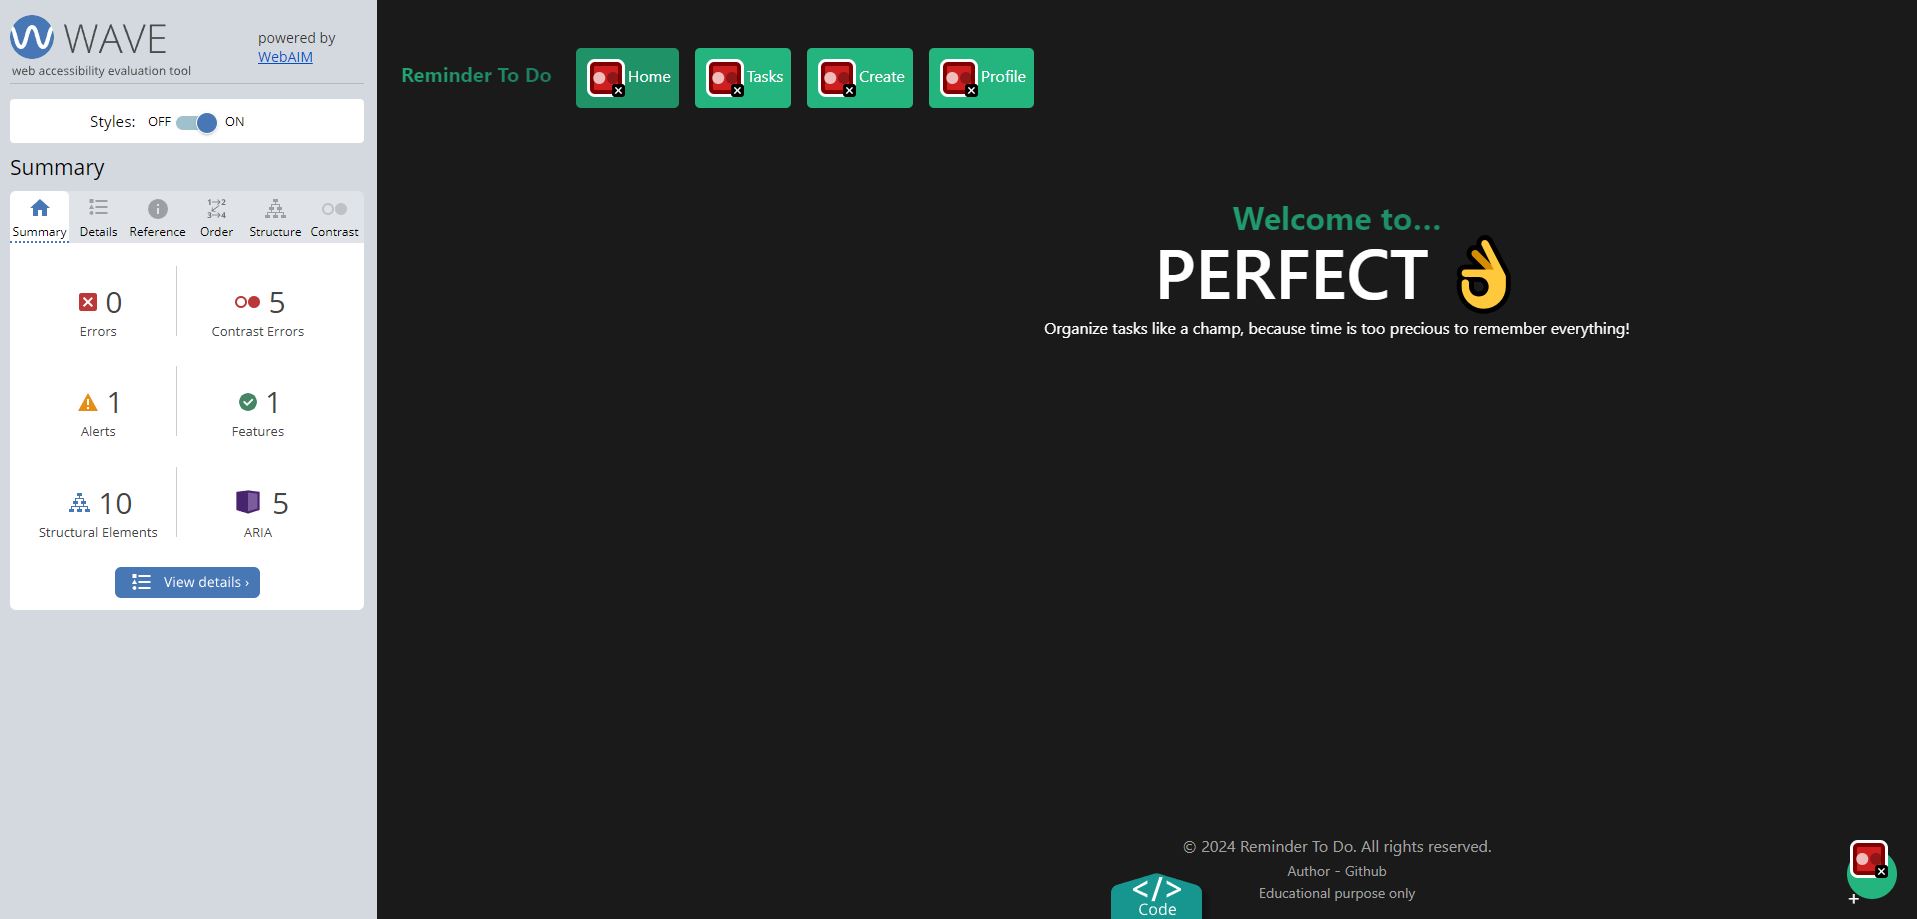 WAVE
web accessibility evaluation tool
powered by
WebAIM
Styles: OFF ON
Summary
Summary Details Reference Order Structure Contrast
0
Errors
5
Contrast Errors
1
Alerts
1
Features
10
Structural Elements
5
ARIA
View details ›
Reminder To Do
Home
Tasks
Create
Profile
Welcome to...
PERFECT 👌
Organize tasks like a champ, because time is too precious to remember everything!
© 2024 Reminder To Do. All rights reserved.
Author - Github
Educational purpose only
</>
Code
+